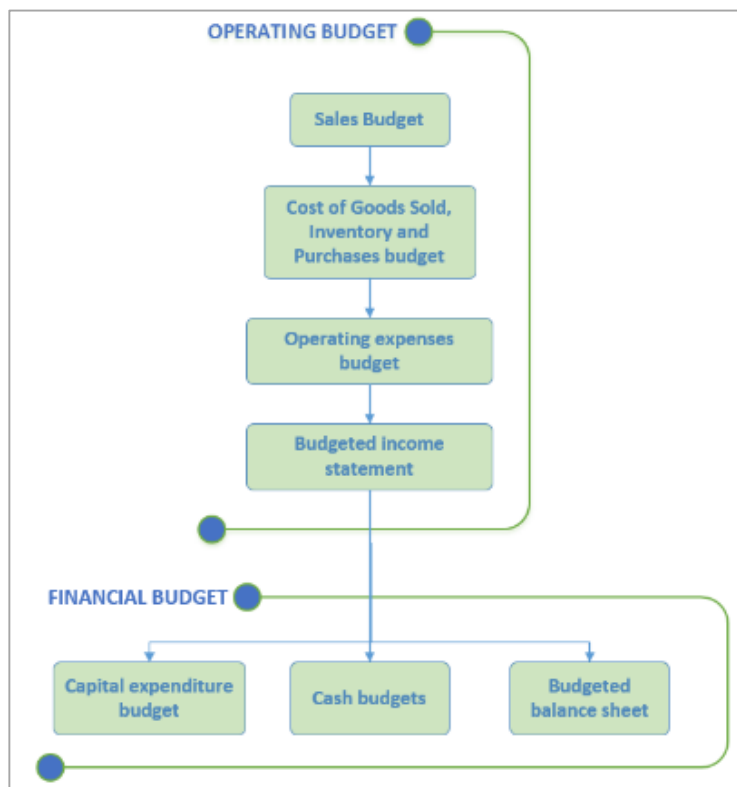 OPERATING BUDGET
Sales Budget
Cost of Goods Sold,
Inventory and
Purchases budget
Operating expenses
budget
Budgeted income
statement
FINANCIAL BUDGET
Capital expenditure
budget
Cash budgets
Budgeted
balance sheet